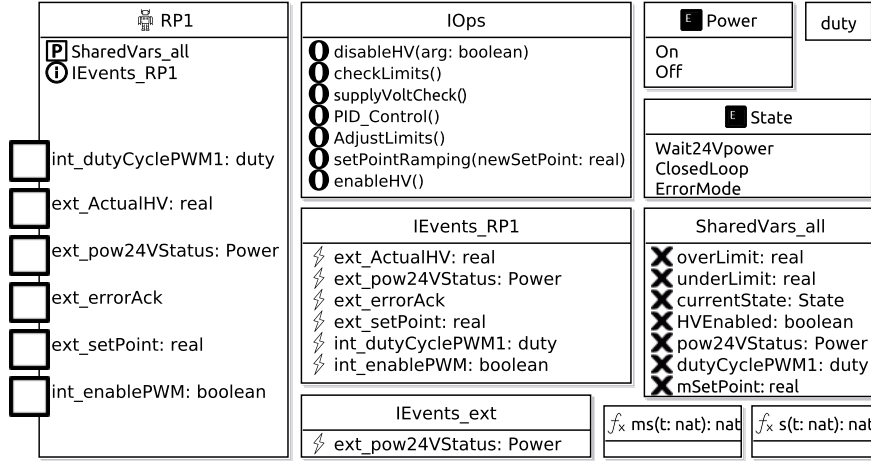 RP1
P SharedVars_all
i IEvents_RP1
int_dutyCyclePWM1: duty
ext_ActualHV: real
ext_pow24VStatus: Power
ext_errorAck
ext_setPoint: real
int_enablePWM: boolean
IOps
O disableHV(arg: boolean)
O checkLimits()
O supplyVoltCheck()
O PID_Control()
O AdjustLimits()
O setPointRamping(newSetPoint: real)
O enableHV()
IEvents_RP1
ext_ActualHV: real
ext_pow24VStatus: Power
ext_errorAck
ext_setPoint: real
int_dutyCyclePWM1: duty
int_enablePWM: boolean
IEvents_ext
ext_pow24VStatus: Power
E Power
On
Off
duty
E State
Wait24Vpower
ClosedLoop
ErrorMode
SharedVars_all
X overLimit: real
X underLimit: real
X currentState: State
X HVEnabled: boolean
X pow24VStatus: Power
X dutyCyclePWM1: duty
X mSetPoint: real
fx ms(t: nat): nat
fx s(t: nat): nat